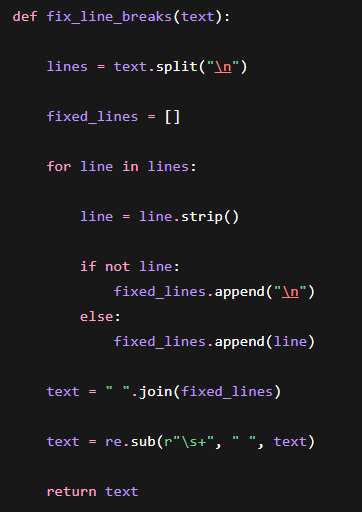 def fix_line_breaks(text):
    lines = text.split("\n")
    fixed_lines = []
    for line in lines:
        line = line.strip()
        if not line:
            fixed_lines.append("\n")
        else:
            fixed_lines.append(line)
    text = " ".join(fixed_lines)
    text = re.sub(r"\s+", " ", text)
    return text